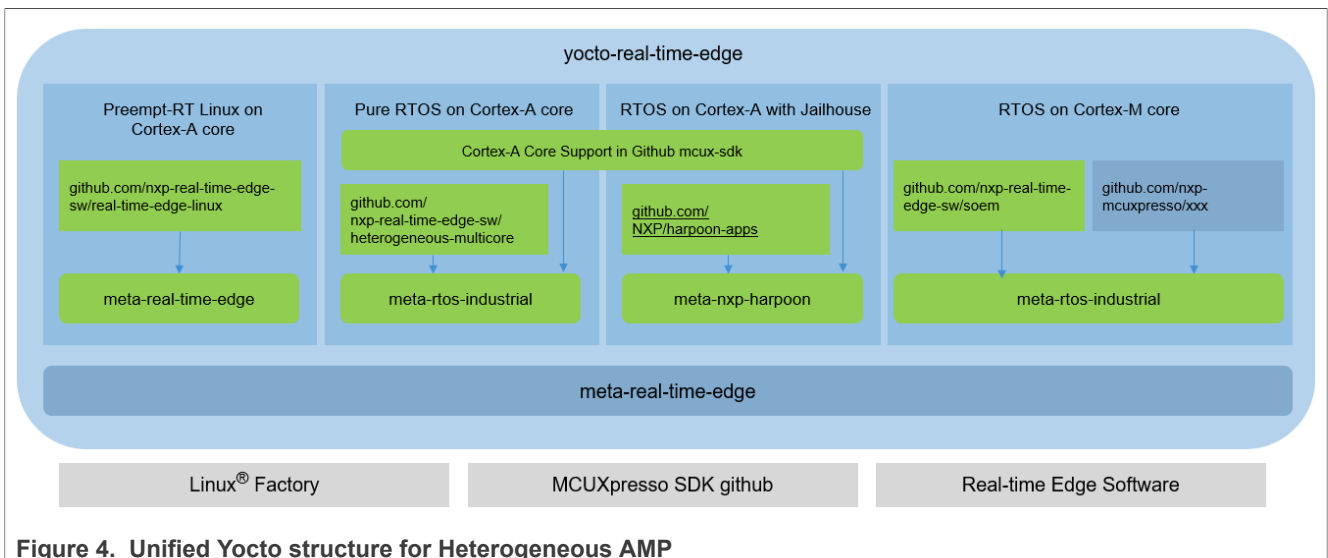 yocto-real-time-edge
Preempt-RT Linux on
Cortex-A core
Pure RTOS on Cortex-A core
RTOS on Cortex-A with Jailhouse
RTOS on Cortex-M core
Cortex-A Core Support in Github mcux-sdk
github.com/nxp-real-time-edge-
sw/real-time-edge-linux
github.com/
nxp-real-time-edge-sw/
heterogeneous-multicore
github.com/
NXP/harpoon-apps
github.com/nxp-real-time-
edge-sw/soem
github.com/nxp-
mcuxpresso/xxx
meta-real-time-edge
meta-rtos-industrial
meta-nxp-harpoon
meta-rtos-industrial
meta-real-time-edge
Linux® Factory
MCUXpresso SDK github
Real-time Edge Software
Figure 4. Unified Yocto structure for Heterogeneous AMP